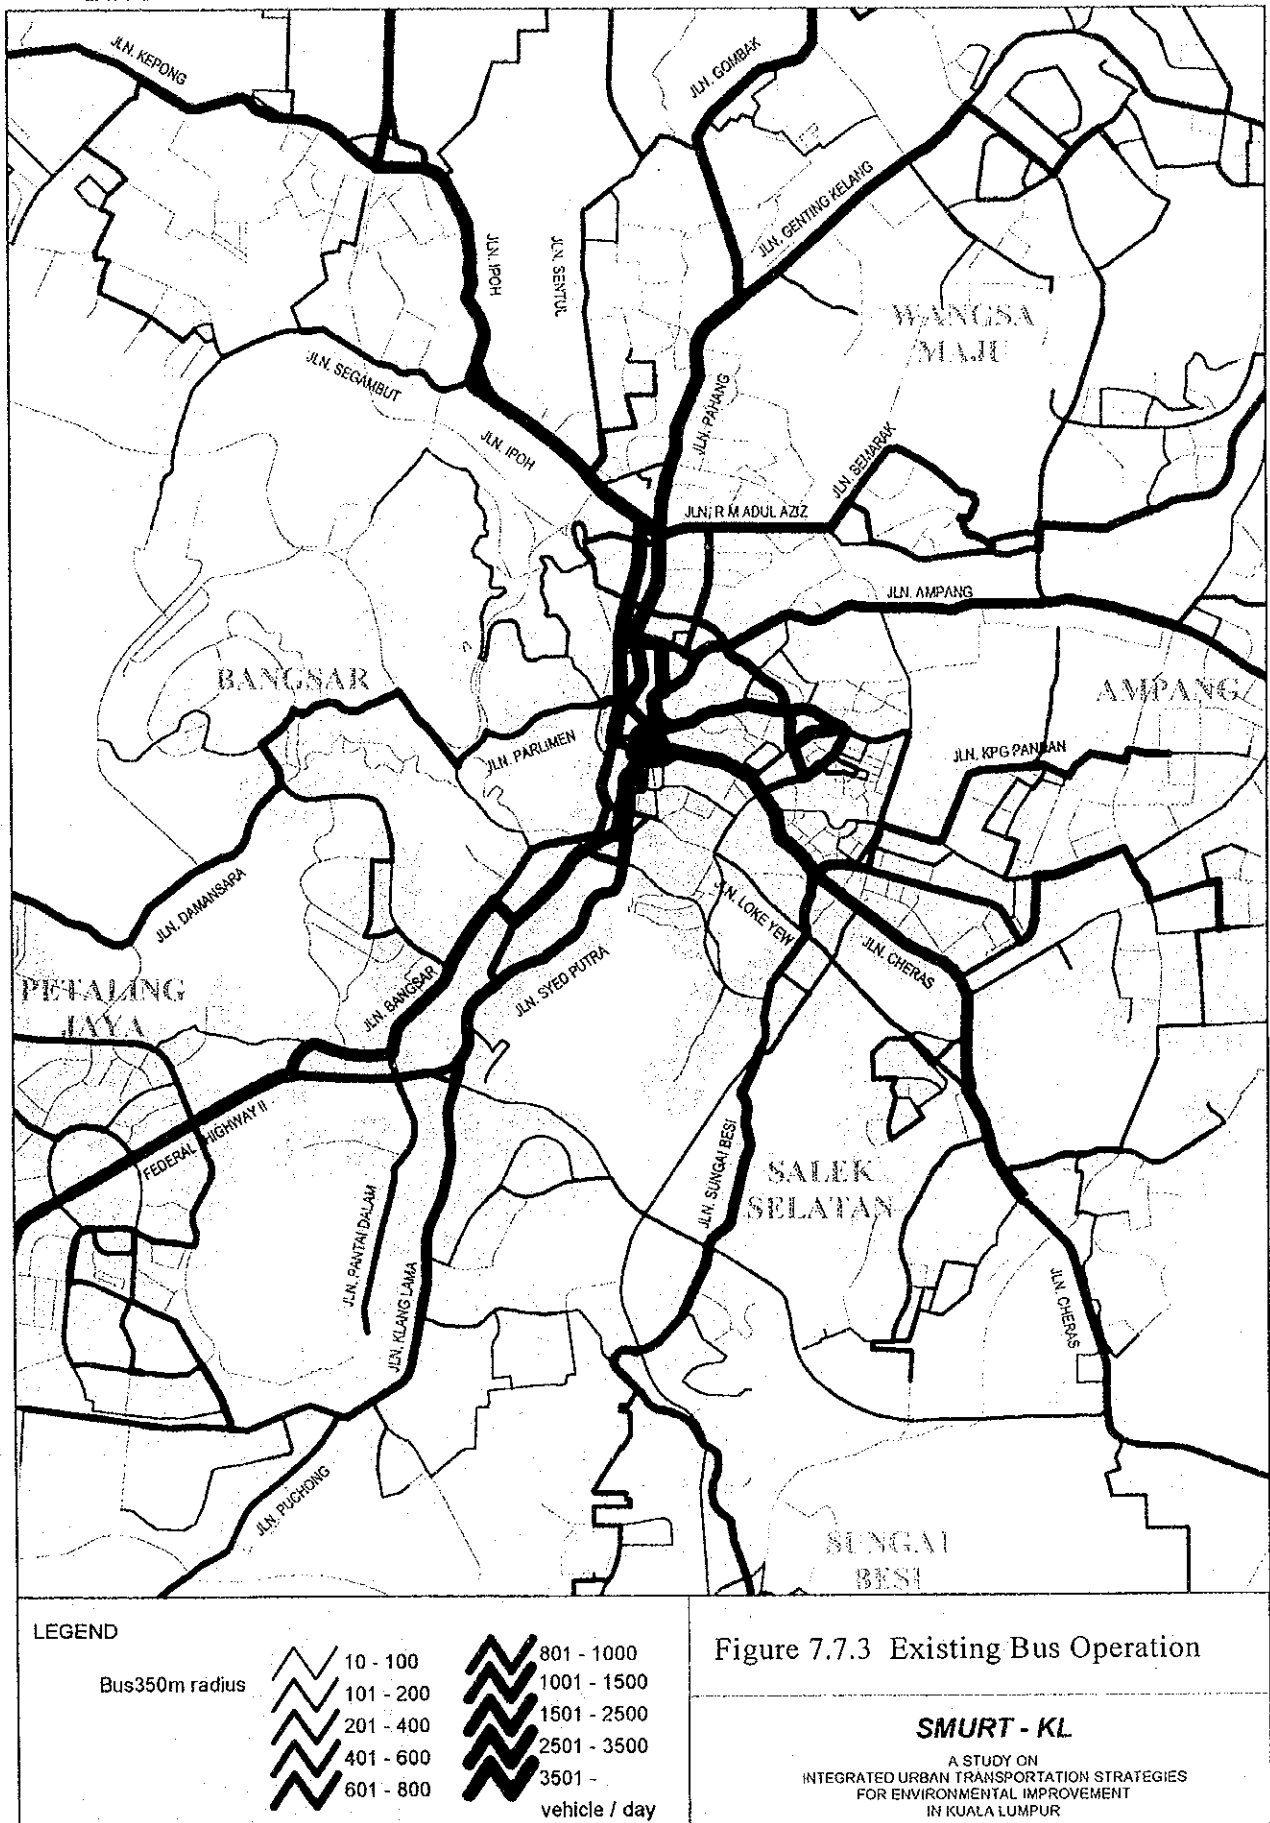 JLN. KEPONG
JLN. GOMBAK
JLN. GENTING KELANG
JLN. IPOH
JLN. SENTUL
WANGSA
MAJU
JLN. SEGAMBUT
JLN. PAHANG
JLN. IPOH
JLN. SEMARAK
JLN. R M ADUL AZIZ
JLN. AMPANG
BANGSAR
AMPANG
JLN. PARLIMEN
JLN. KPG PANDAN
JLN. DAMANSARA
JLN. LOKE YEW
JLN. CHERAS
PETALING
JAYA
JLN. BANGSAR
JLN. SYED PUTRA
FEDERAL HIGHWAY II
JLN. SUNGAI BESI
SALEK
SELATAN
JLN. PANTAI DALAM
JLN. KLANG LAMA
JLN. CHERAS
JLN. PUCHONG
SUNGAI
BESI
LEGEND
Bus350m radius
10 - 100
101 - 200
201 - 400
401 - 600
601 - 800
801 - 1000
1001 - 1500
1501 - 2500
2501 - 3500
3501 -
vehicle / day
Figure 7.7.3 Existing Bus Operation
SMURT - KL
A STUDY ON
INTEGRATED URBAN TRANSPORTATION STRATEGIES
FOR ENVIRONMENTAL IMPROVEMENT
IN KUALA LUMPUR